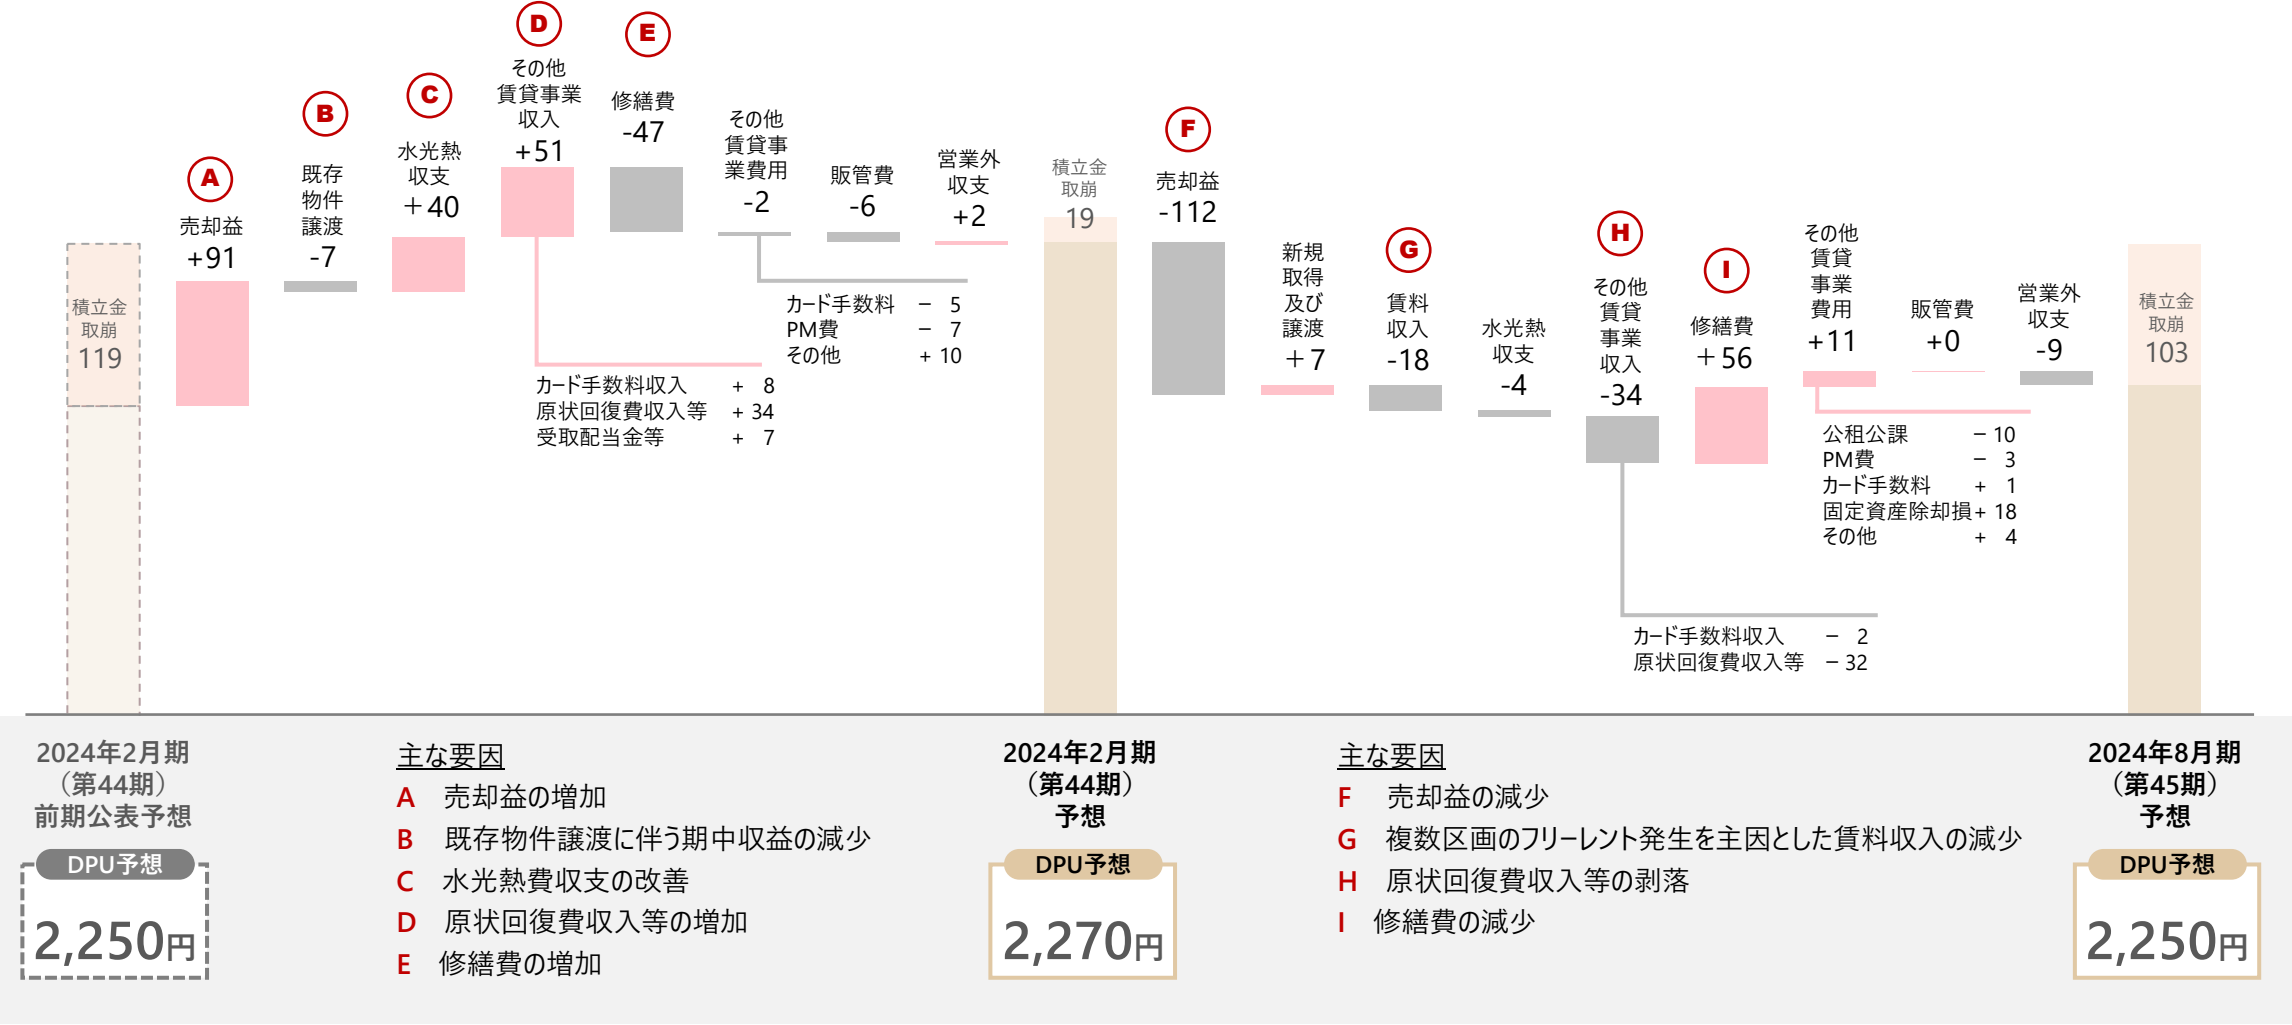 積立金
取崩
119
A
売却益
+91
B
既存
物件
譲渡
-7
C
水光熱
収支
＋40
D
その他
賃貸事業
収入
+51
カード手数料収入 + 8
原状回復費収入等 + 34
受取配当金等 + 7
E
修繕費
-47
その他
賃貸事
業費用
-2
カード手数料 － 5
PM費 － 7
その他 + 10
販管費
-6
営業外
収支
+2
積立金
取崩
19
F
売却益
-112
新規
取得
及び
譲渡
＋7
G
賃料
収入
-18
水光熱
収支
-4
H
その他
賃貸
事業
収入
-34
カード手数料収入 － 2
原状回復費収入等 － 32
I
修繕費
＋56
その他
賃貸
事業
費用
+11
公租公課 － 10
PM費 － 3
カード手数料 + 1
固定資産除却損 + 18
その他 + 4
販管費
+0
営業外
収支
-9
積立金
取崩
103
2024年2月期
（第44期）
前期公表予想
DPU予想
2,250円
主な要因
A 売却益の増加
B 既存物件譲渡に伴う期中収益の減少
C 水光熱費収支の改善
D 原状回復費収入等の増加
E 修繕費の増加
2024年2月期
（第44期）
予想
DPU予想
2,270円
主な要因
F 売却益の減少
G 複数区画のフリーレント発生を主因とした賃料収入の減少
H 原状回復費収入等の剥落
I 修繕費の減少
2024年8月期
（第45期）
予想
DPU予想
2,250円